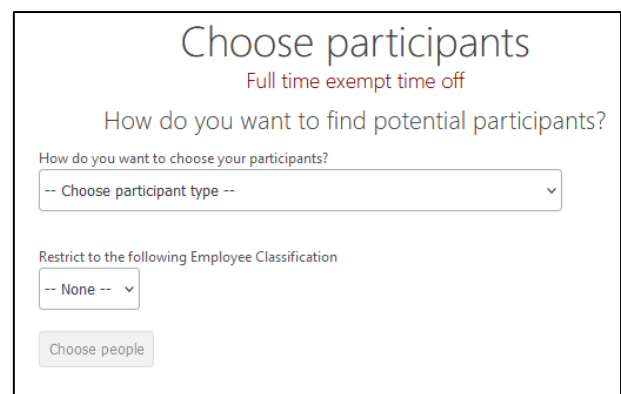 Choose participants
Full time exempt time off
How do you want to find potential participants?
How do you want to choose your participants?
-- Choose participant type --
Restrict to the following Employee Classification
-- None --
Choose people